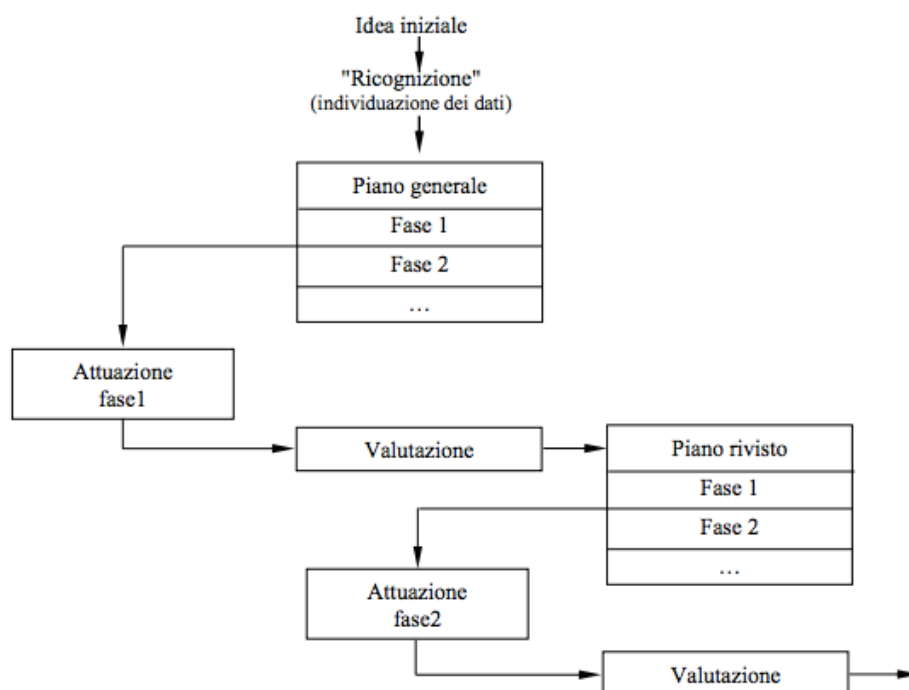 Idea iniziale
"Ricognizione"
(individuazione dei dati)
Piano generale
Fase 1
Fase 2
…
Attuazione
fase1
Valutazione
Piano rivisto
Fase 1
Fase 2
…
Attuazione
fase2
Valutazione